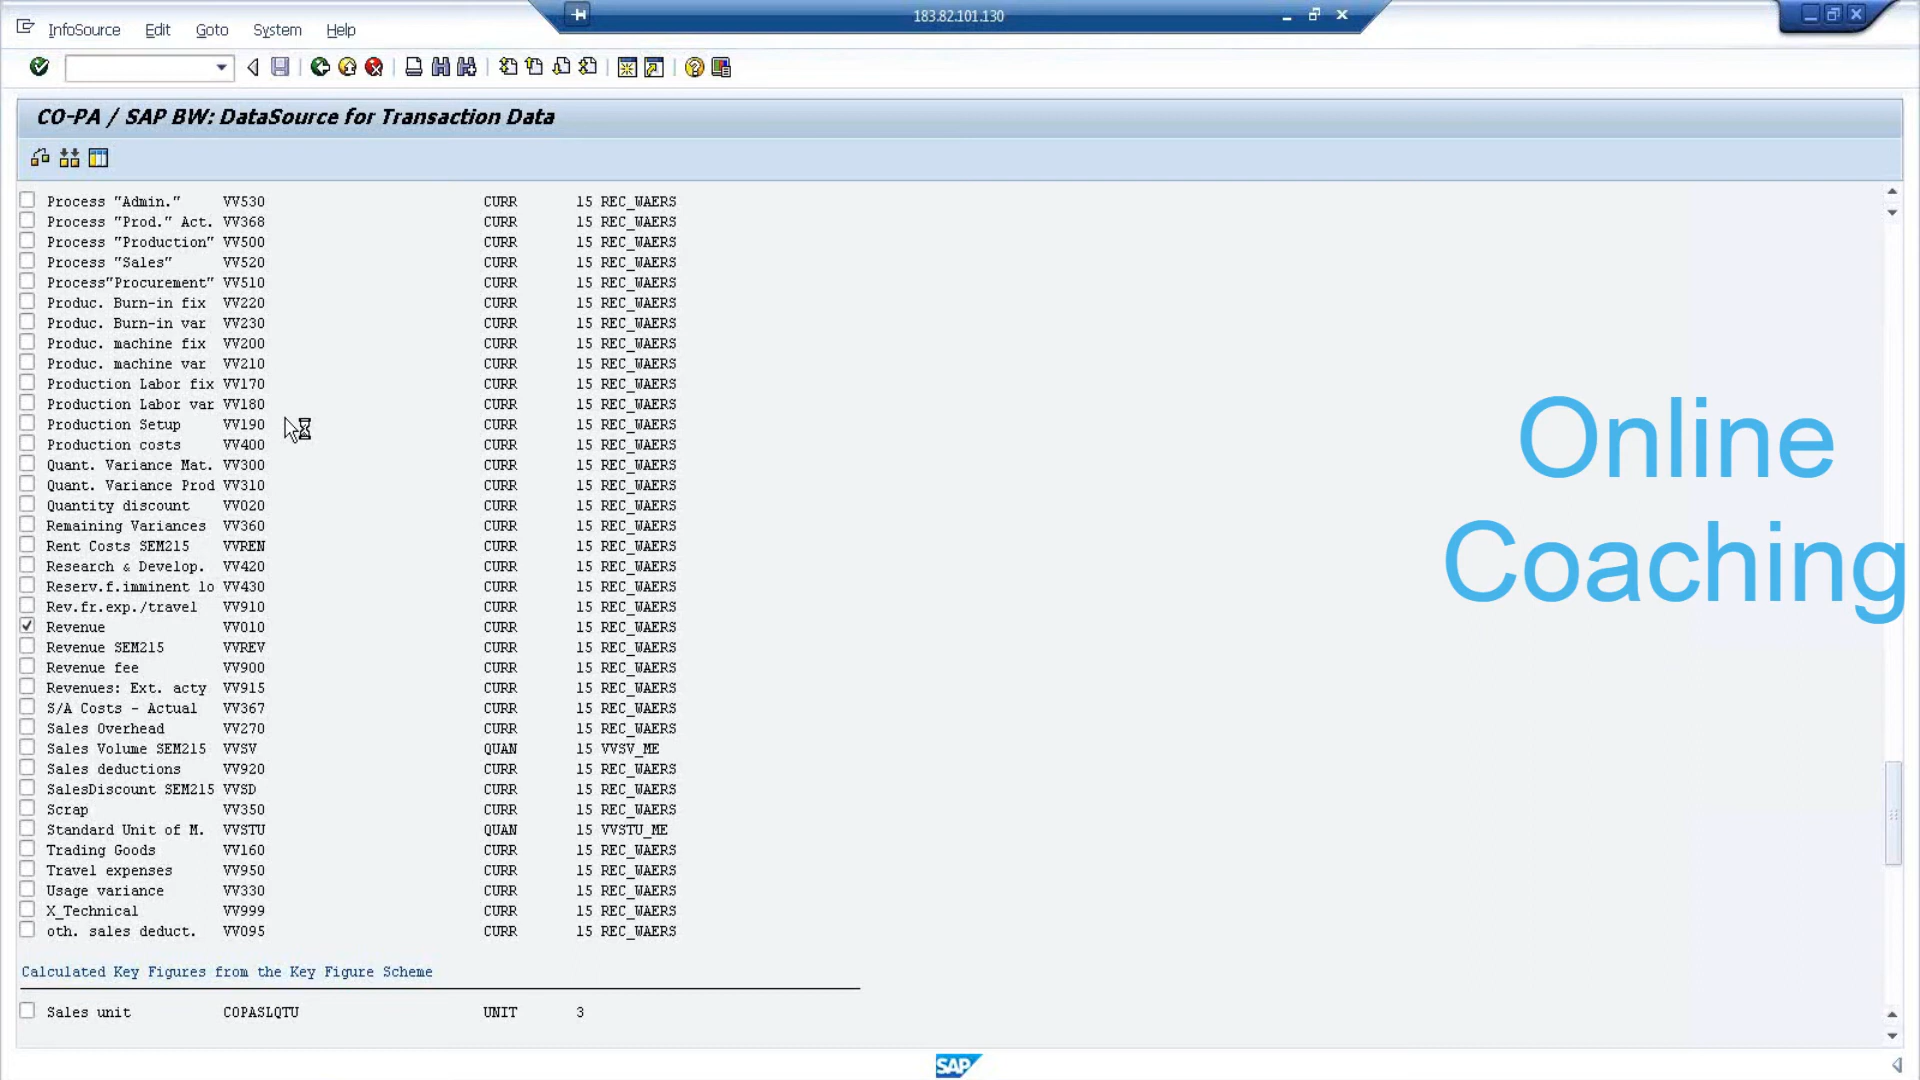 183.82.101.130
InfoSource Edit Goto System Help
CO-PA / SAP BW: DataSource for Transaction Data
Process "Admin." VV530 CURR 15 REC_WAERS
Process "Prod." Act. VV368 CURR 15 REC_WAERS
Process "Production" VV500 CURR 15 REC_WAERS
Process "Sales" VV520 CURR 15 REC_WAERS
Process"Procurement" VV510 CURR 15 REC_WAERS
Produc. Burn-in fix VV220 CURR 15 REC_WAERS
Produc. Burn-in var VV230 CURR 15 REC_WAERS
Produc. machine fix VV200 CURR 15 REC_WAERS
Produc. machine var VV210 CURR 15 REC_WAERS
Production Labor fix VV170 CURR 15 REC_WAERS
Production Labor var VV180 CURR 15 REC_WAERS
Production Setup VV190 CURR 15 REC_WAERS
Production costs VV400 CURR 15 REC_WAERS
Quant. Variance Mat. VV300 CURR 15 REC_WAERS
Quant. Variance Prod VV310 CURR 15 REC_WAERS
Quantity discount VV020 CURR 15 REC_WAERS
Remaining Variances VV360 CURR 15 REC_WAERS
Rent Costs SEM215 VVREN CURR 15 REC_WAERS
Research & Develop. VV420 CURR 15 REC_WAERS
Reserv.f.imminent lo VV430 CURR 15 REC_WAERS
Rev.fr.exp./travel VV910 CURR 15 REC_WAERS
Revenue VV010 CURR 15 REC_WAERS
Revenue SEM215 VVREV CURR 15 REC_WAERS
Revenue fee VV900 CURR 15 REC_WAERS
Revenues: Ext. acty VV915 CURR 15 REC_WAERS
S/A Costs - Actual VV367 CURR 15 REC_WAERS
Sales Overhead VV270 CURR 15 REC_WAERS
Sales Volume SEM215 VVSV QUAN 15 VVSV_ME
Sales deductions VV920 CURR 15 REC_WAERS
SalesDiscount SEM215 VVSD CURR 15 REC_WAERS
Scrap VV350 CURR 15 REC_WAERS
Standard Unit of M. VVSTU QUAN 15 VVSTU_ME
Trading Goods VV160 CURR 15 REC_WAERS
Travel expenses VV950 CURR 15 REC_WAERS
Usage variance VV330 CURR 15 REC_WAERS
X_Technical VV999 CURR 15 REC_WAERS
oth. sales deduct. VV095 CURR 15 REC_WAERS
Calculated Key Figures from the Key Figure Scheme
Sales unit COPASLQTU UNIT 3
Online
Coaching
SAP